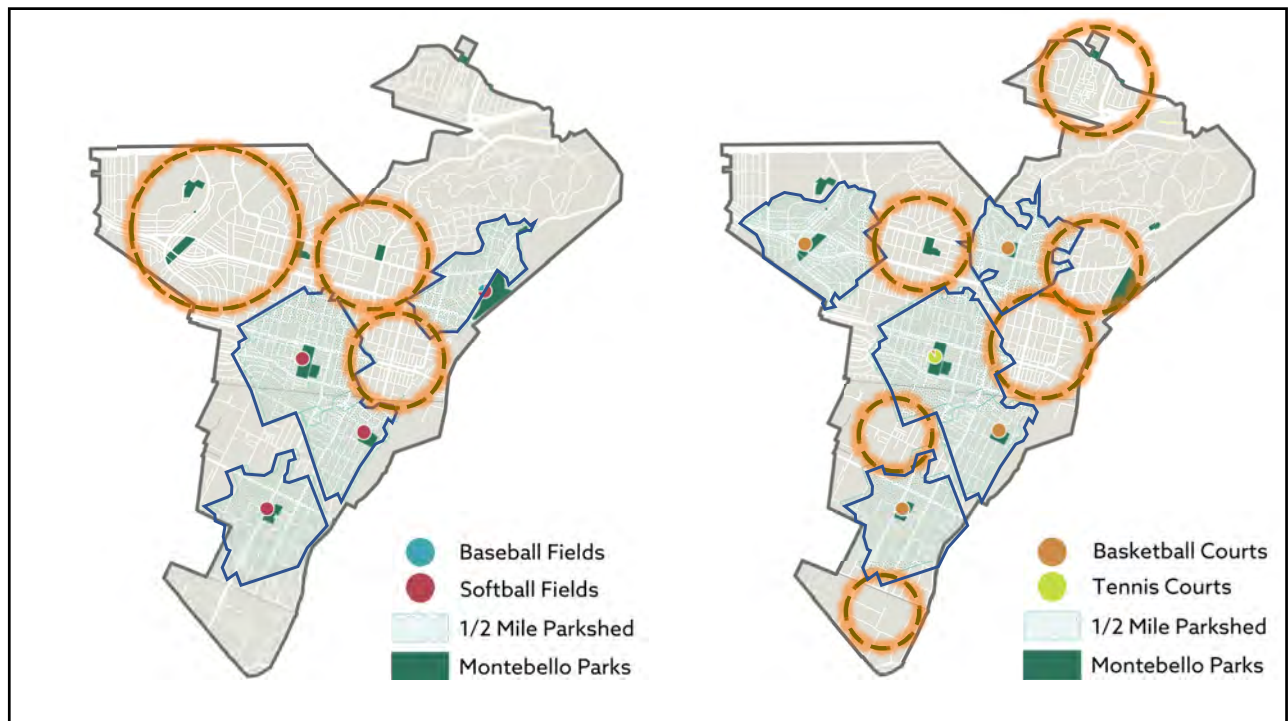 Baseball Fields
Softball Fields
1/2 Mile Parkshed
Montebello Parks
Basketball Courts
Tennis Courts
1/2 Mile Parkshed
Montebello Parks